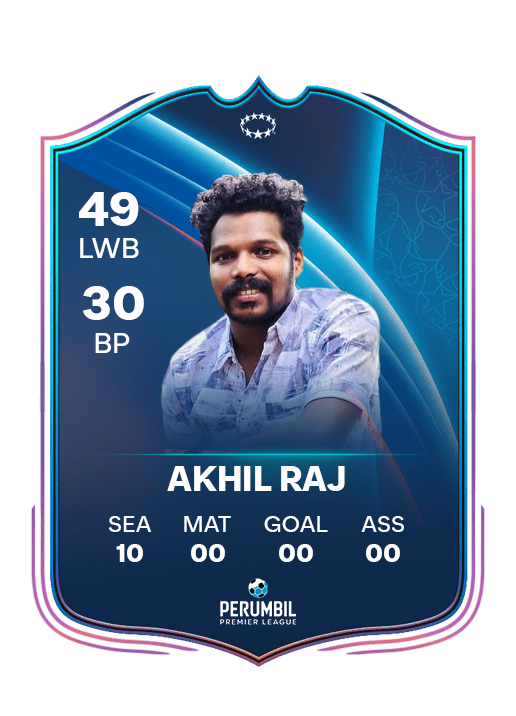 49
LWB
30
BP
AKHIL RAJ
SEA MAT GOAL ASS
10 00 00 00
PERUMBIL
PREMIER LEAGUE